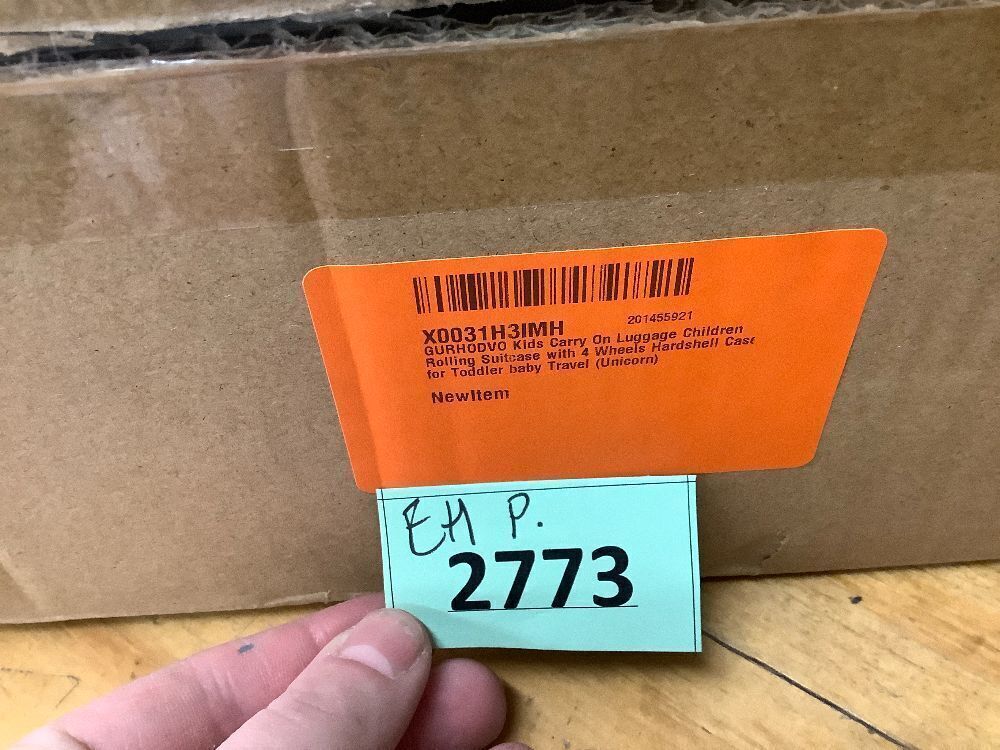 201455921
X0031H3IMH
GURHODVO Kids Carry On Luggage Children
Rolling Suitcase with 4 Wheels Hardshell Case
for Toddler baby Travel (Unicorn)
NewItem
EH P.
2773